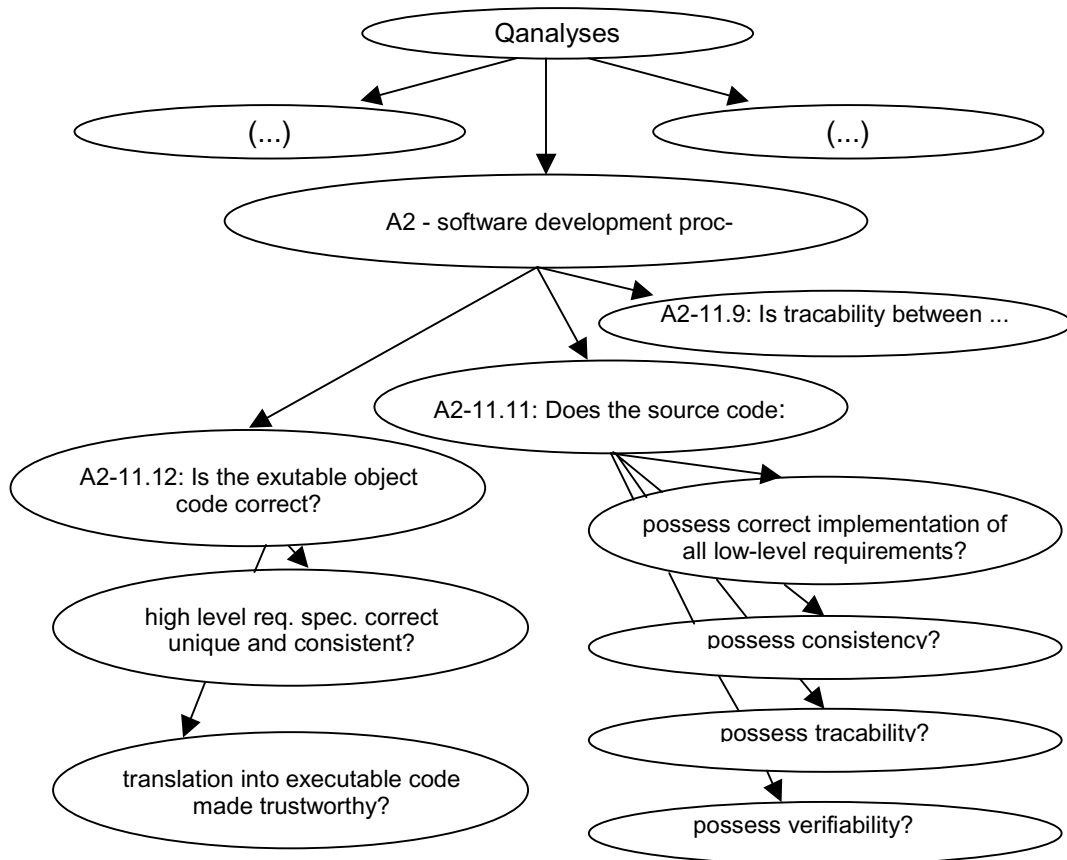 Qanalyses
(...)
(...)
A2 - software development proc-
A2-11.9: Is tracability between ...
A2-11.11: Does the source code:
A2-11.12: Is the exutable object
code correct?
possess correct implementation of
all low-level requirements?
high level req. spec. correct
unique and consistent?
possess consistency?
possess tracability?
translation into executable code
made trustworthy?
possess verifiability?